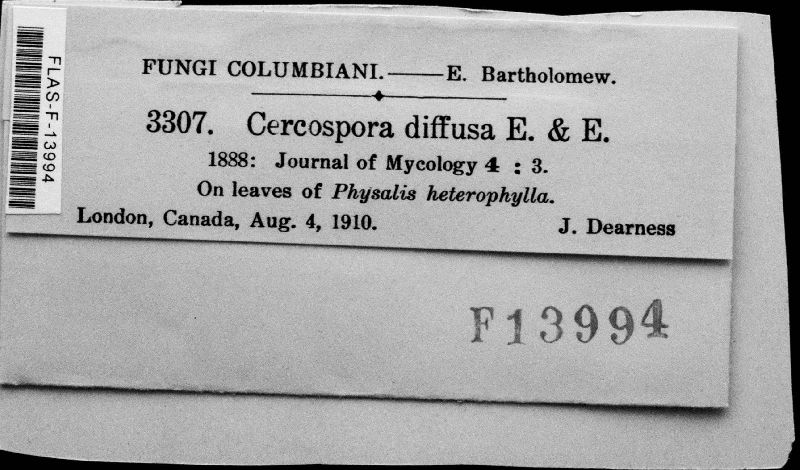 FLAS-F-13994
FUNGI COLUMBIANI.——E. Bartholomew.
3307. Cercospora diffusa E. & E.
1888: Journal of Mycology 4 : 3.
On leaves of Physalis heterophylla.
London, Canada, Aug. 4, 1910. J. Dearness
F13994